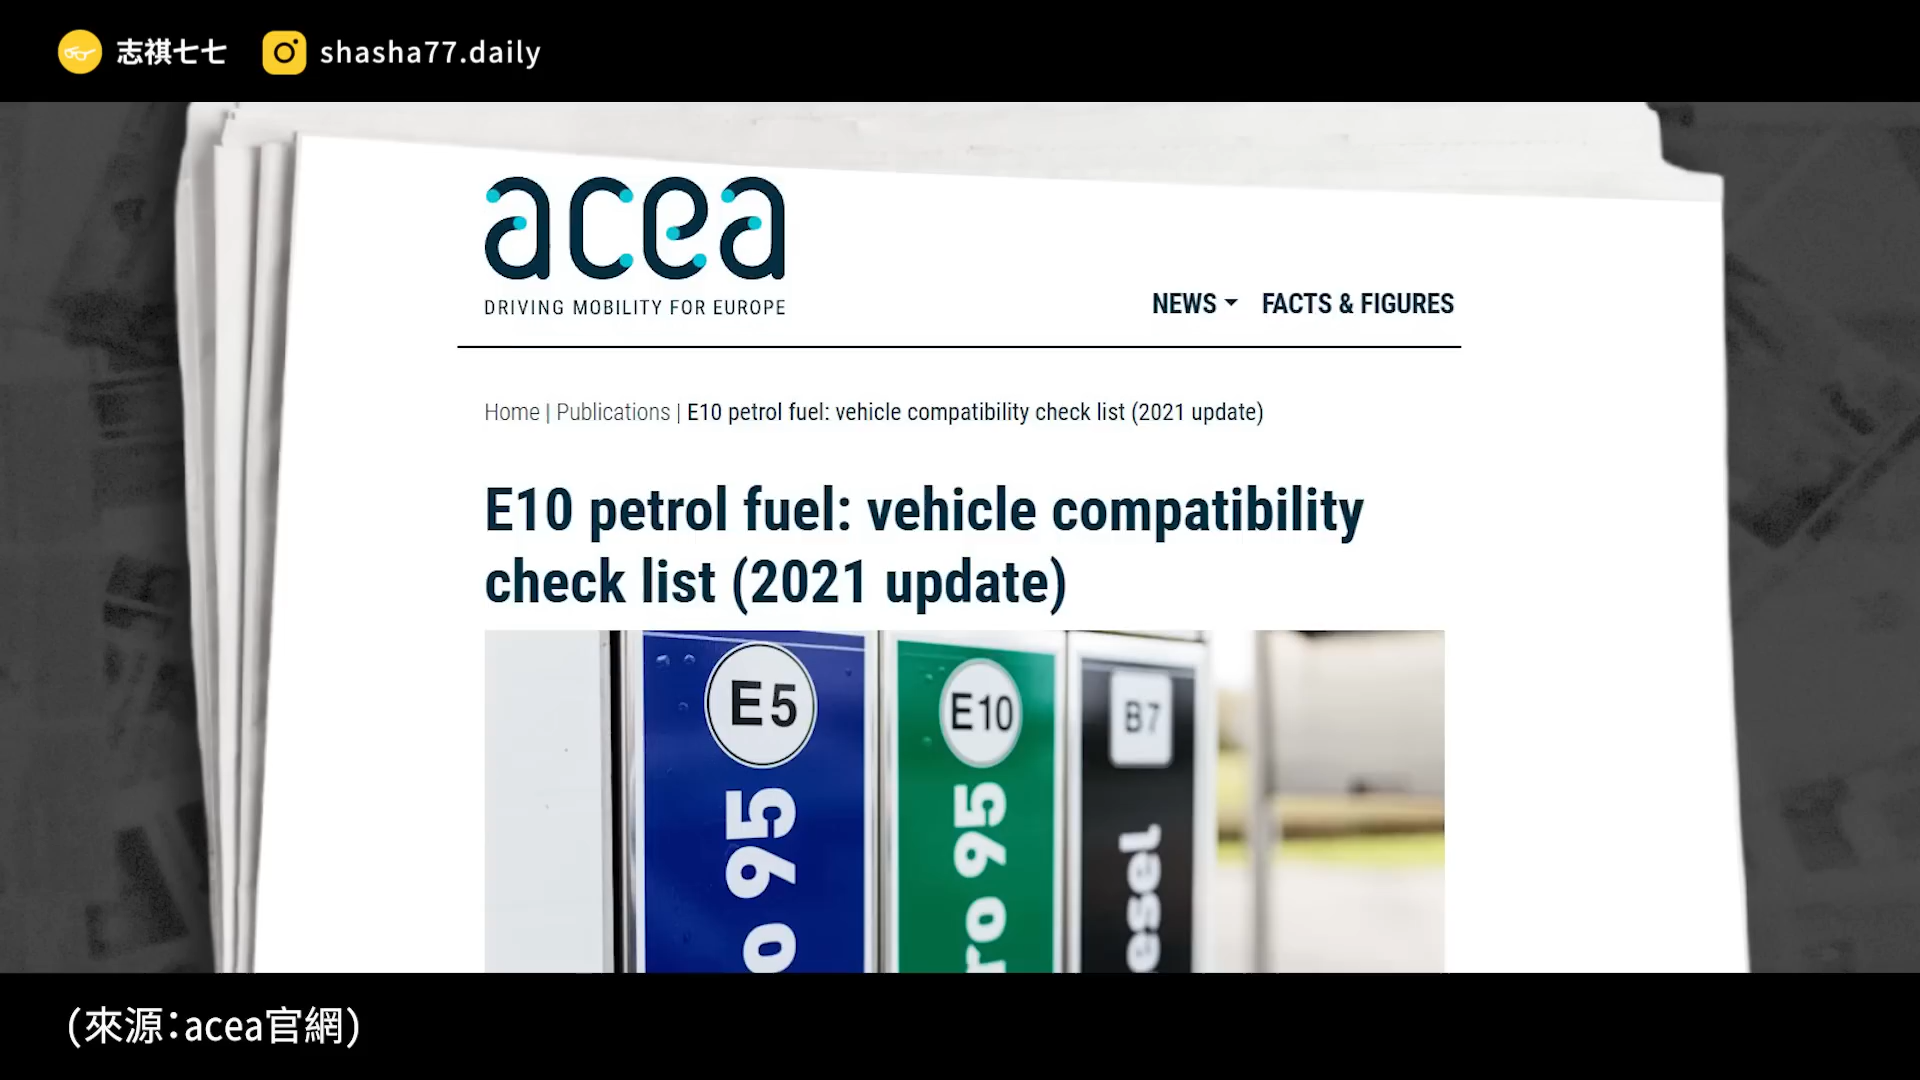 志祺七七 shasha77.daily
acea
DRIVING MOBILITY FOR EUROPE
NEWS FACTS & FIGURES
Home | Publications | E10 petrol fuel: vehicle compatibility check list (2021 update)
E10 petrol fuel: vehicle compatibility
check list (2021 update)
E5 E10 B7
o 95 ro 95 esel
(來源：acea官網)